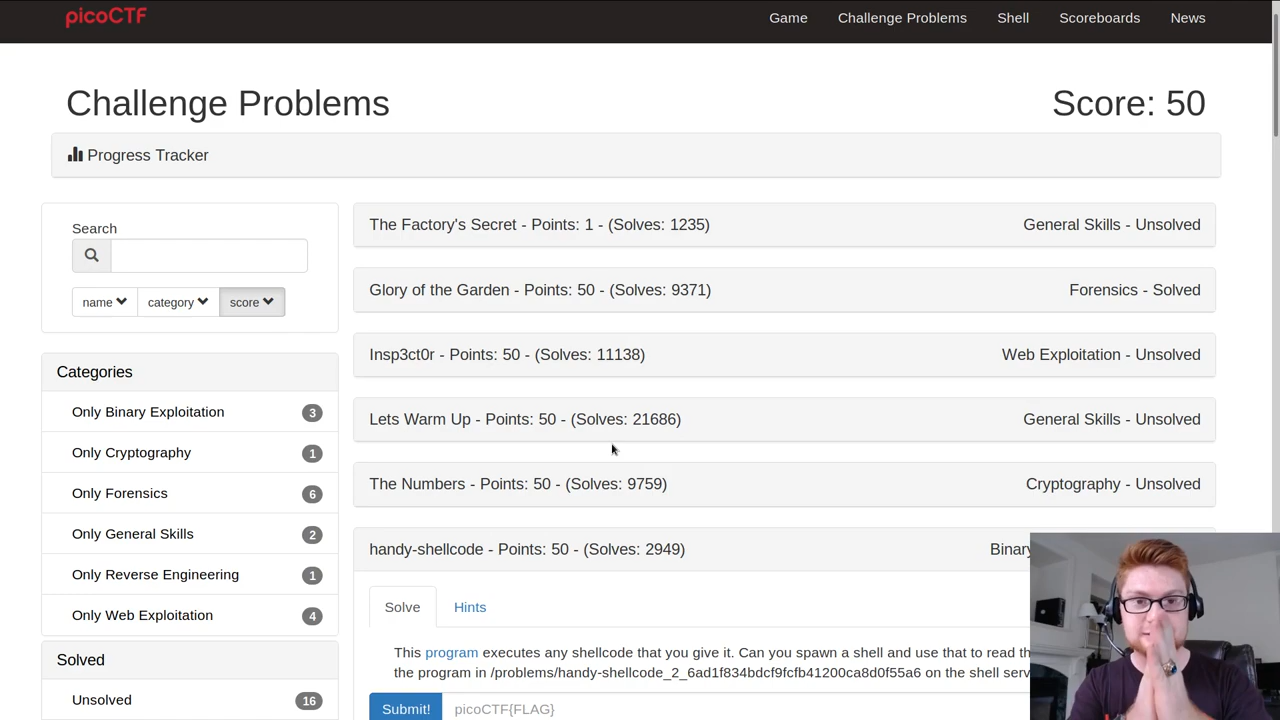 picoCTF
Game Challenge Problems Shell Scoreboards News
Challenge Problems Score: 50
Progress Tracker
Search
name category score
Categories
Only Binary Exploitation 3
Only Cryptography 1
Only Forensics 6
Only General Skills 2
Only Reverse Engineering 1
Only Web Exploitation 4
Solved
Unsolved 16
The Factory's Secret - Points: 1 - (Solves: 1235) General Skills - Unsolved
Glory of the Garden - Points: 50 - (Solves: 9371) Forensics - Solved
Insp3ct0r - Points: 50 - (Solves: 11138) Web Exploitation - Unsolved
Lets Warm Up - Points: 50 - (Solves: 21686) General Skills - Unsolved
The Numbers - Points: 50 - (Solves: 9759) Cryptography - Unsolved
handy-shellcode - Points: 50 - (Solves: 2949) Binary
Solve Hints
This program executes any shellcode that you give it. Can you spawn a shell and use that to read th
the program in /problems/handy-shellcode_2_6ad1f834bdcf9fcfb41200ca8d0f55a6 on the shell serv
Submit! picoCTF{FLAG}